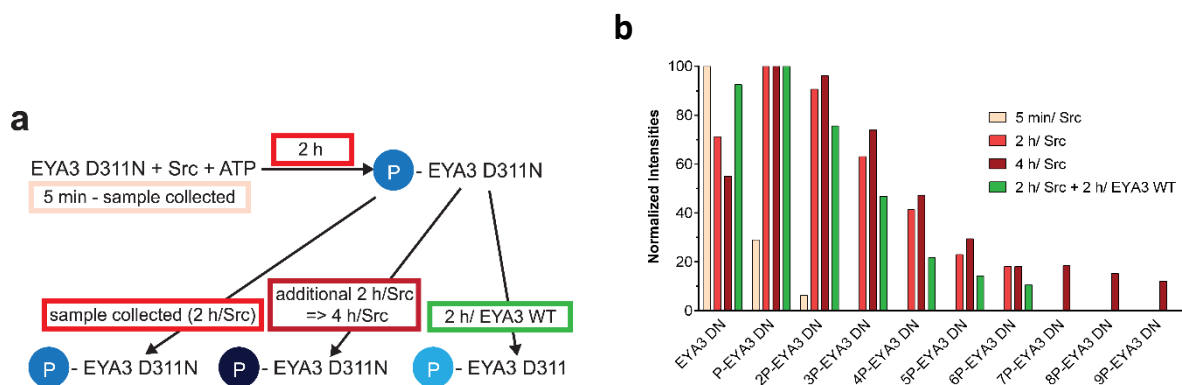 a
2 h
EYA3 D311N + Src + ATP
P - EYA3 D311N
5 min - sample collected
sample collected (2 h/Src)
additional 2 h/Src
=> 4 h/Src
2 h/ EYA3 WT
P - EYA3 D311N
P - EYA3 D311N
P - EYA3 D311
b
Normalized Intensities
100
80
60
40
20
0
5 min/ Src
2 h/ Src
4 h/ Src
2 h/ Src + 2 h/ EYA3 WT
EYA3 DN
P-EYA3 DN
2P-EYA3 DN
3P-EYA3 DN
4P-EYA3 DN
5P-EYA3 DN
6P-EYA3 DN
7P-EYA3 DN
8P-EYA3 DN
9P-EYA3 DN